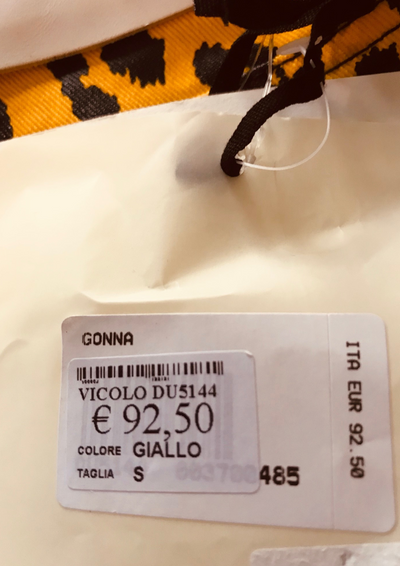 GONNA
VICOLO DU5144
€ 92,50
COLORE GIALLO
TAGLIA S
485
ITA EUR 92.50